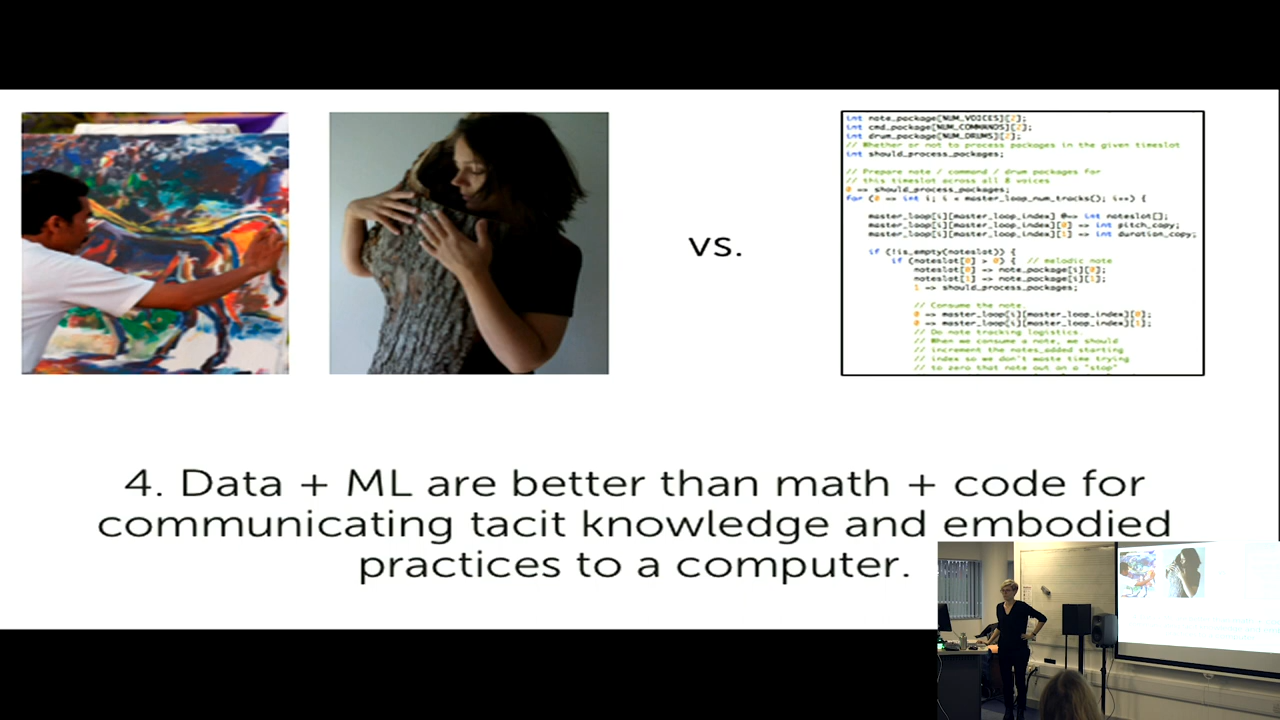 vs.
int note_package[NUM_VOICES][2];
int cmd_package[NUM_COMMANDS][2];
int drum_package[NUM_DRUMS][2];
// Whether or not to process packages in the given timeslot
int should_process_packages;
// Prepare note / command / drum packages for
// this timeslot across all 8 voices
0 => should_process_packages;
for (0 => int i; i < master_loop_num_tracks(); i++) {
master_loop[i][master_loop_index] @=> int noteslot[];
master_loop[i][master_loop_index][0] => int pitch_copy;
master_loop[i][master_loop_index][1] => int duration_copy;
if (!is_empty(noteslot)) {
if (noteslot[0] > 0) { // melodic note
noteslot[0] => note_package[i][0];
noteslot[1] => note_package[i][1];
1 => should_process_packages;
// Consume the note.
0 => master_loop[i][master_loop_index][0];
0 => master_loop[i][master_loop_index][1];
// Do note tracking logistics.
// When we consume a note, we should
// increment the notes_added starting
// index so we don't waste time trying
// to zero that note out on a "stop"
4. Data + ML are better than math + code for
communicating tacit knowledge and embodied
practices to a computer.